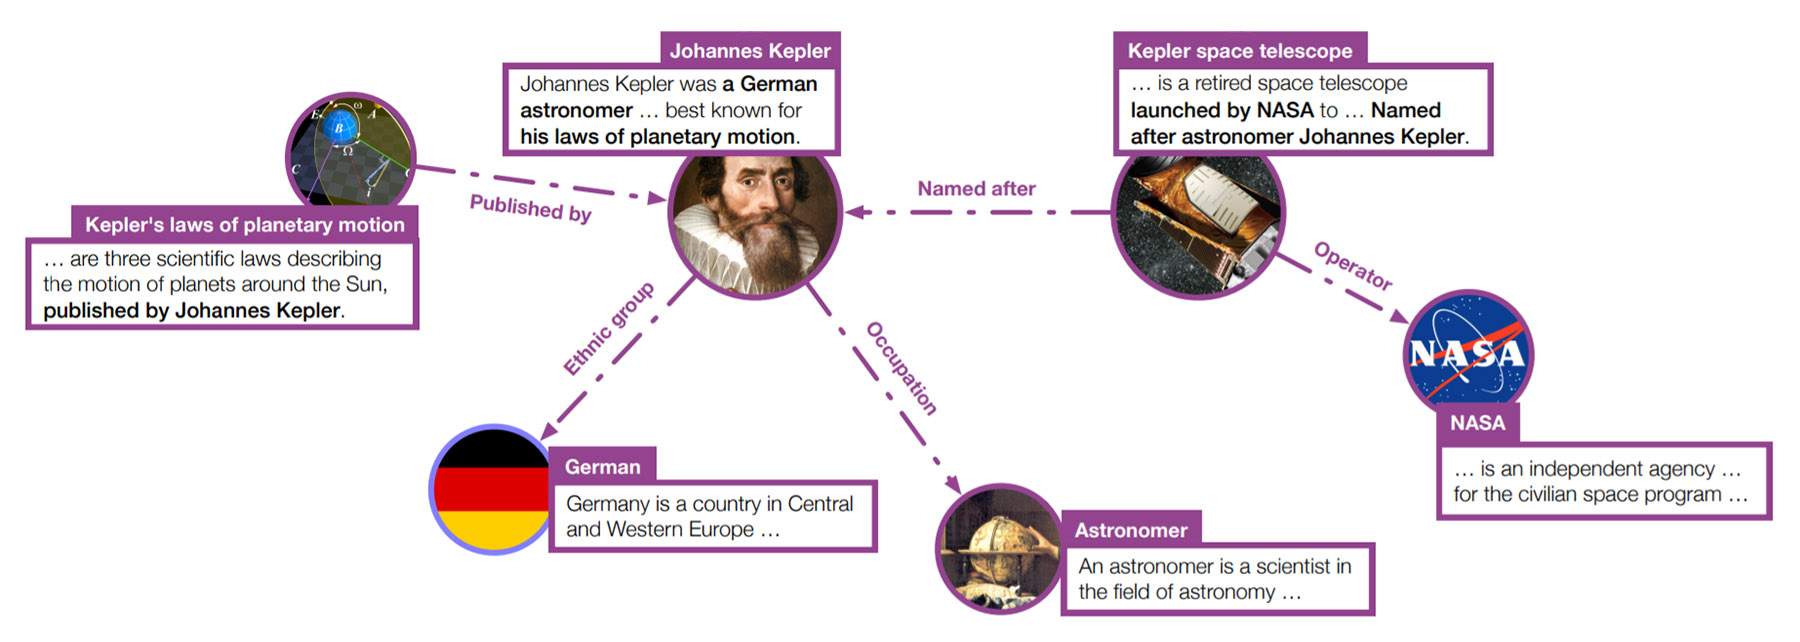 Johannes Kepler
Johannes Kepler was a German
astronomer … best known for
his laws of planetary motion.
Kepler space telescope
… is a retired space telescope
launched by NASA to … Named
after astronomer Johannes Kepler.
E
ω
A
B
Ω
C
i
Published by
Named after
Kepler's laws of planetary motion
… are three scientific laws describing
the motion of planets around the Sun,
published by Johannes Kepler.
Operator
Ethnic group
Occupation
NASA
NASA
… is an independent agency …
for the civilian space program …
German
Germany is a country in Central
and Western Europe …
Astronomer
An astronomer is a scientist in
the field of astronomy …